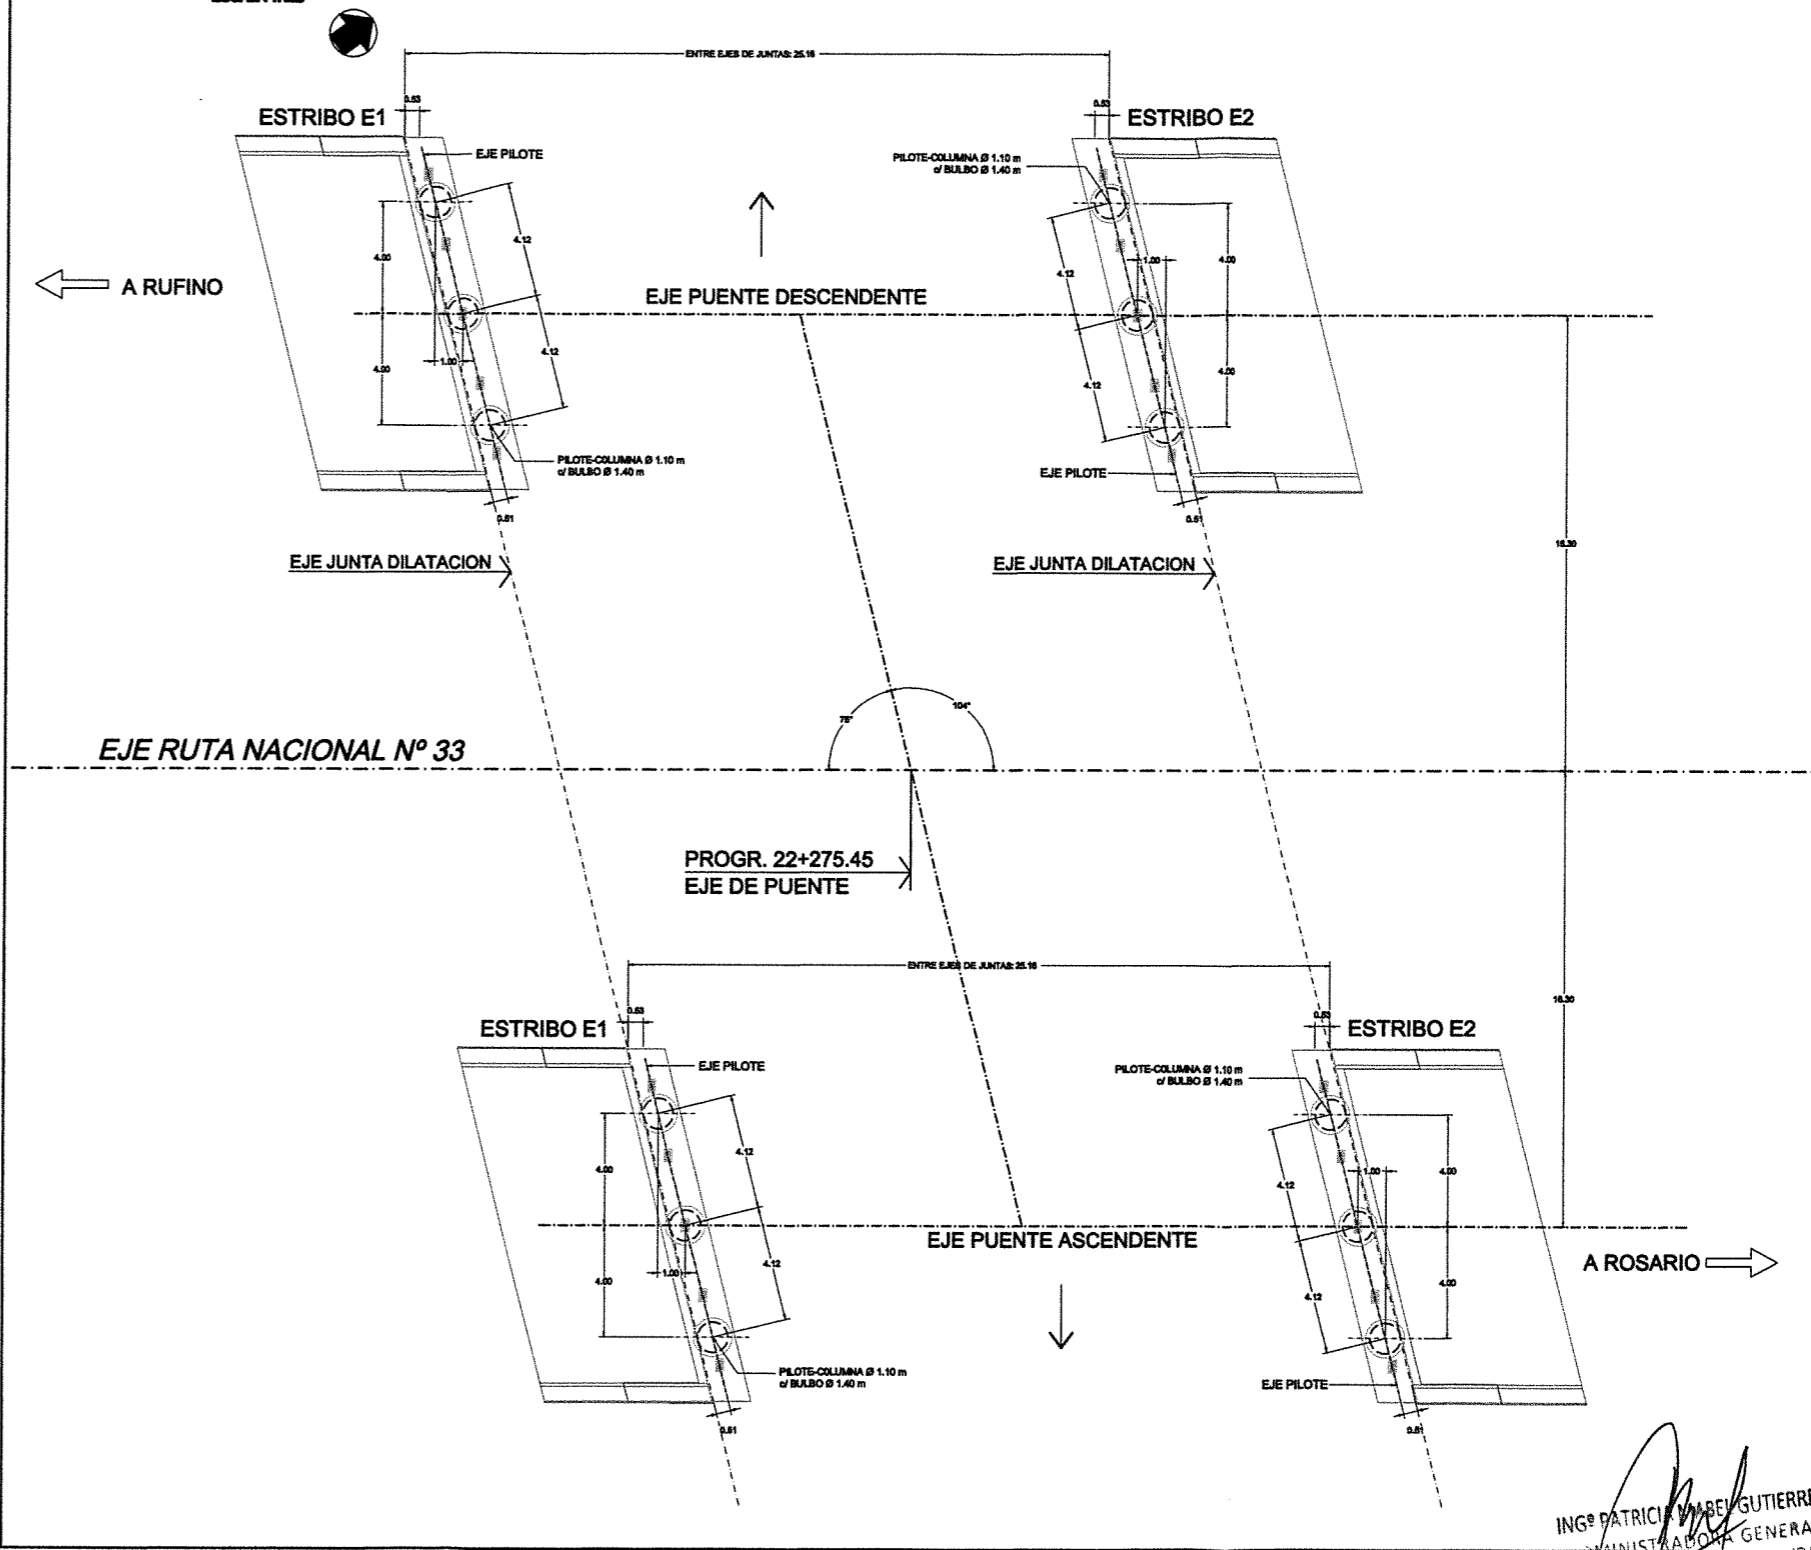 ENTRE EJES DE JUNTAS: 25.16
0.53
0.53
ESTRIBO E1
ESTRIBO E2
EJE PILOTE
PILOTE-COLUMNA Ø 1.10 m
c/ BULBO Ø 1.40 m
4.12
4.00
1.00
4.00
4.12
A RUFINO
EJE PUENTE DESCENDENTE
4.12
4.00
1.00
4.12
4.00
PILOTE-COLUMNA Ø 1.10 m
c/ BULBO Ø 1.40 m
EJE PILOTE
0.51
0.51
EJE JUNTA DILATACION
EJE JUNTA DILATACION
16.30
76°
104°
EJE RUTA NACIONAL Nº 33
PROGR. 22+275.45
EJE DE PUENTE
ENTRE EJES DE JUNTAS: 25.16
16.30
0.53
0.53
ESTRIBO E1
ESTRIBO E2
EJE PILOTE
PILOTE-COLUMNA Ø 1.10 m
c/ BULBO Ø 1.40 m
4.12
4.00
1.00
4.00
4.12
EJE PUENTE ASCENDENTE
A ROSARIO
4.00
1.00
4.12
4.12
4.00
PILOTE-COLUMNA Ø 1.10 m
c/ BULBO Ø 1.40 m
EJE PILOTE
0.51
0.51
INGº PATRICIA MABEL GUTIERRE
MINISTRADORA GENERA